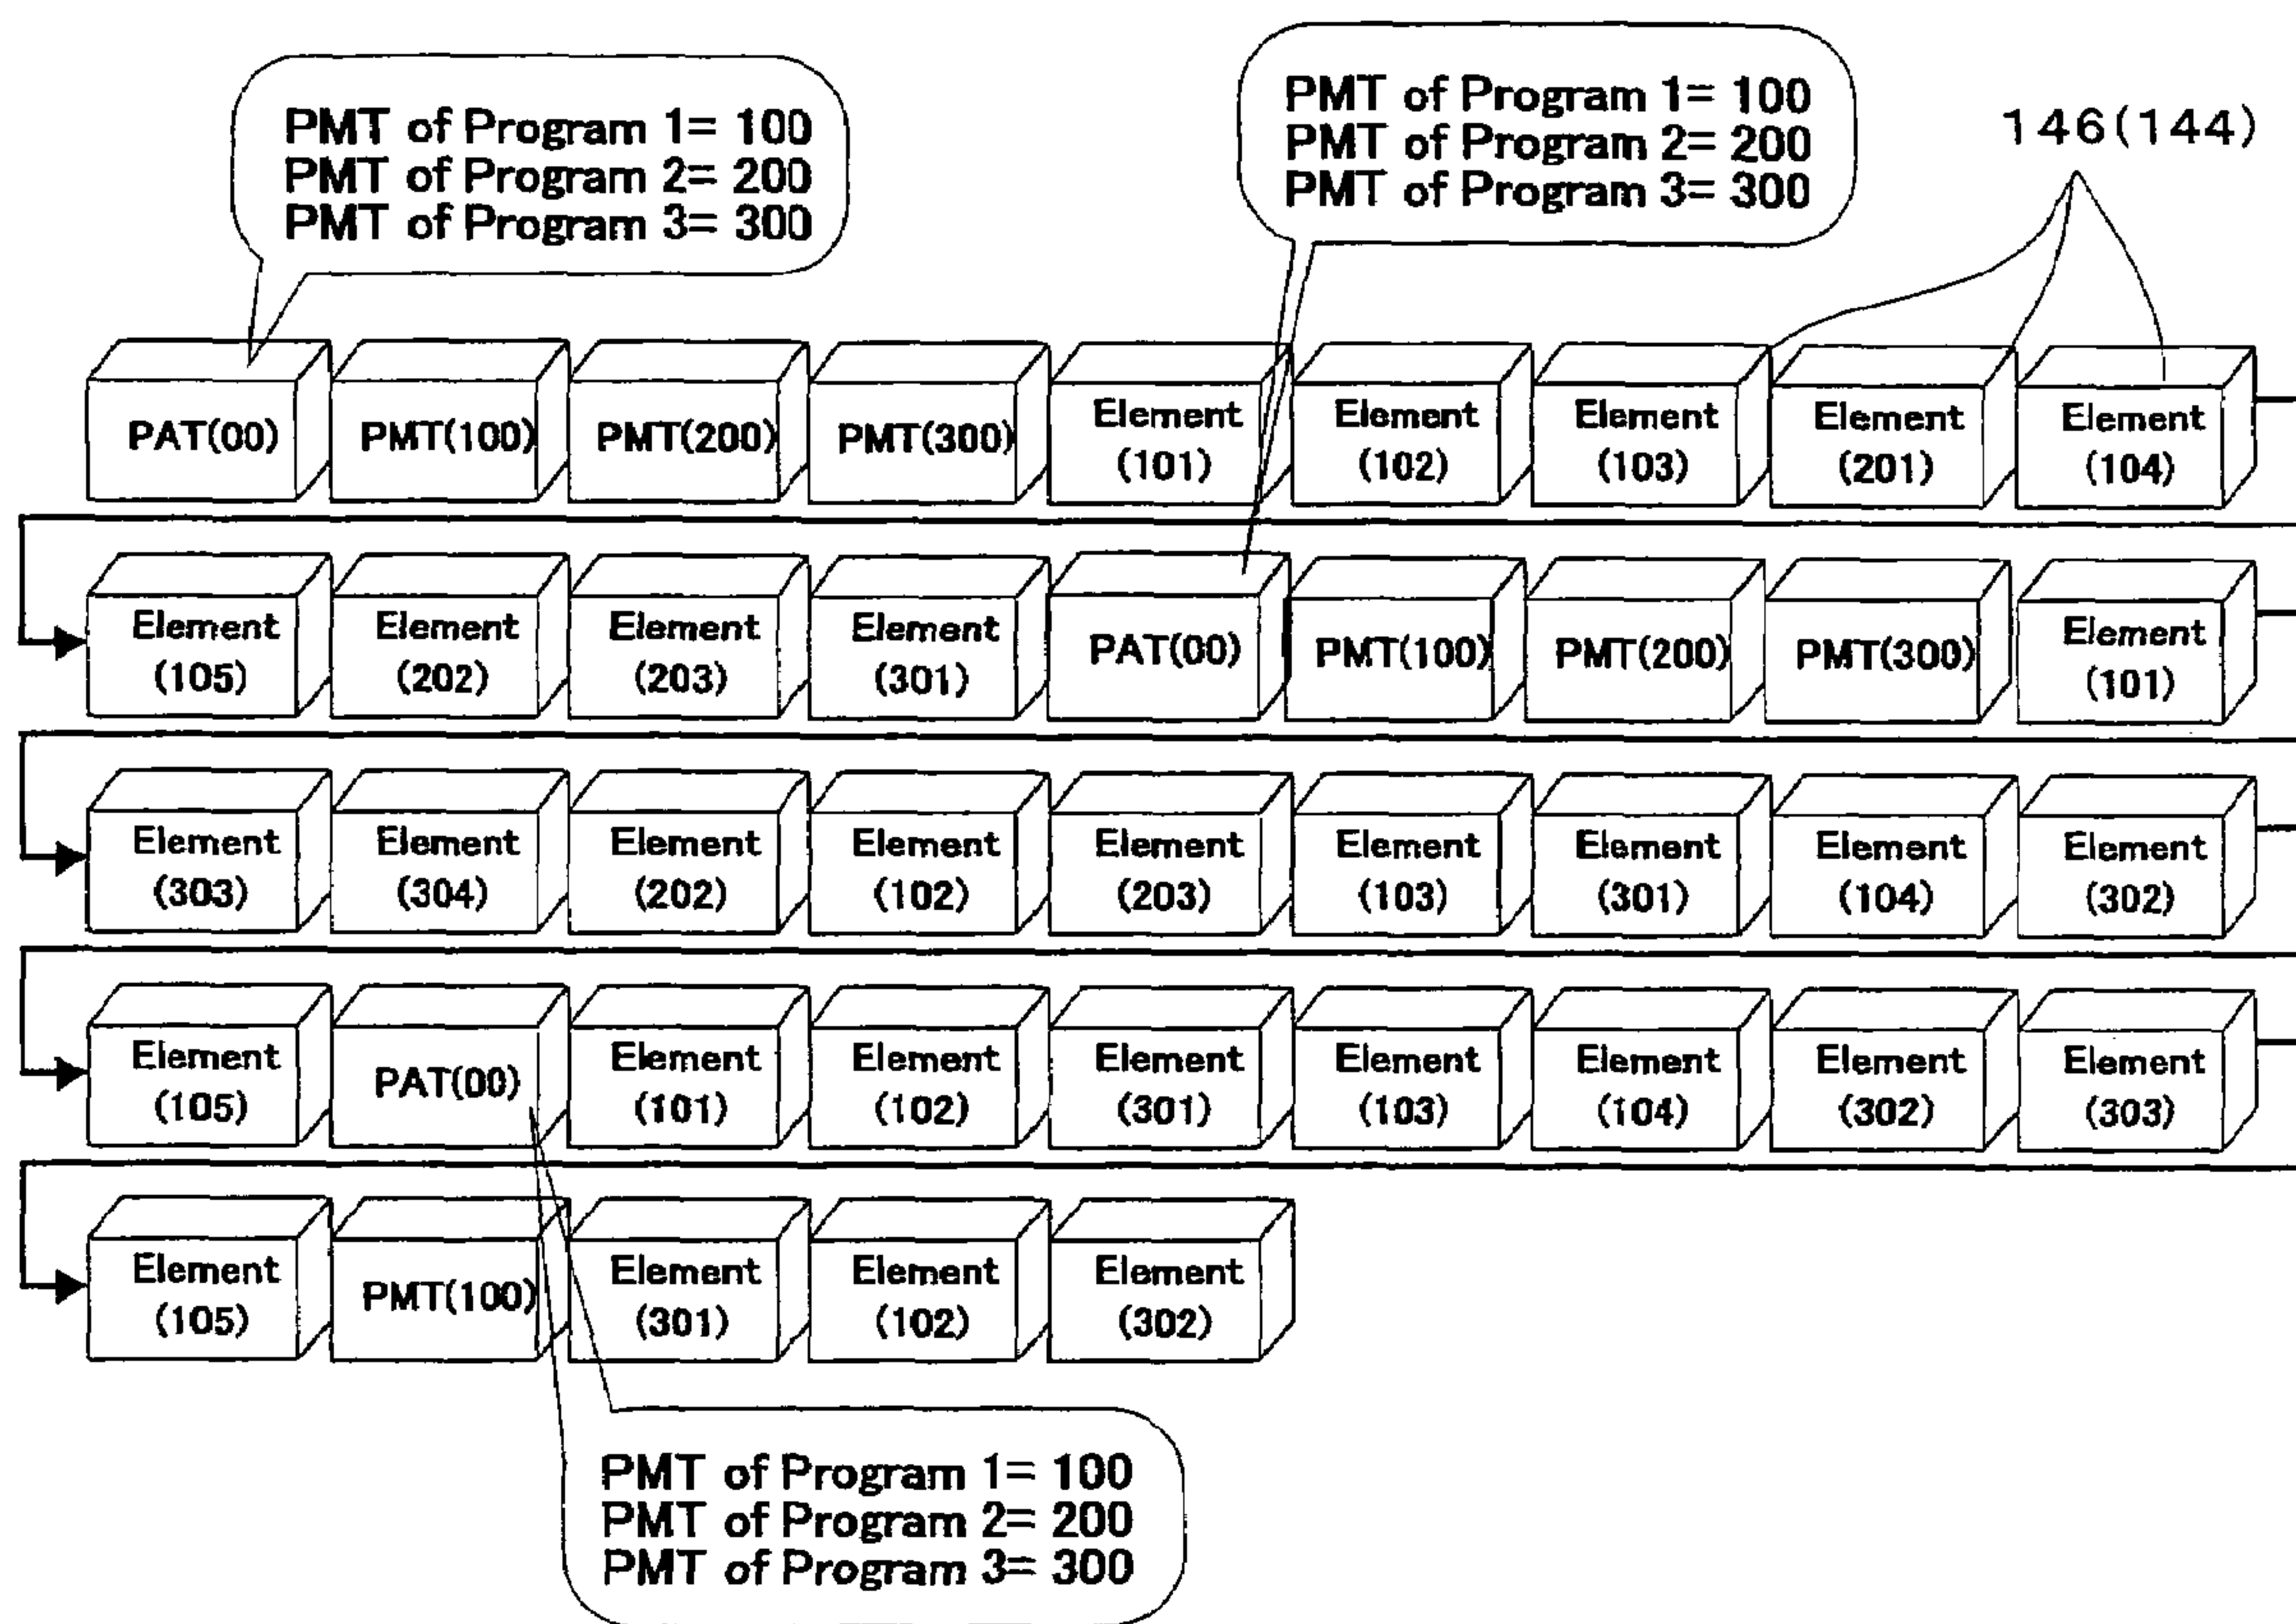 PMT of Program 1= 100
PMT of Program 2= 200
PMT of Program 3= 300
PMT of Program 1= 100
PMT of Program 2= 200
PMT of Program 3= 300
146(144)
PAT(00)
PMT(100)
PMT(200)
PMT(300)
Element
(101)
Element
(102)
Element
(103)
Element
(201)
Element
(104)
Element
(105)
Element
(202)
Element
(203)
Element
(301)
PAT(00)
PMT(100)
PMT(200)
PMT(300)
Element
(101)
Element
(303)
Element
(304)
Element
(202)
Element
(102)
Element
(203)
Element
(103)
Element
(301)
Element
(104)
Element
(302)
Element
(105)
PAT(00)
Element
(101)
Element
(102)
Element
(301)
Element
(103)
Element
(104)
Element
(302)
Element
(303)
Element
(105)
PMT(100)
Element
(301)
Element
(102)
Element
(302)
PMT of Program 1= 100
PMT of Program 2= 200
PMT of Program 3= 300